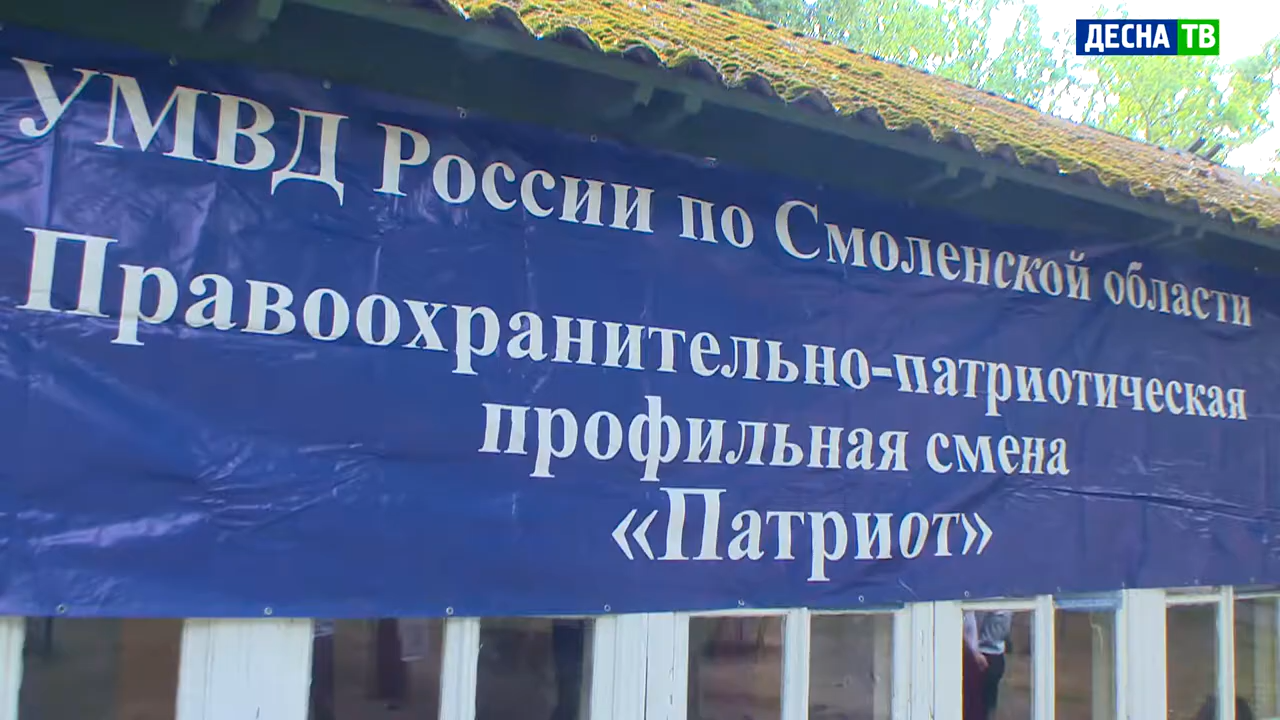 ДЕСНА ТВ
УМВД России по Смоленской области
Правоохранительно-патриотическая
профильная смена
«Патриот»